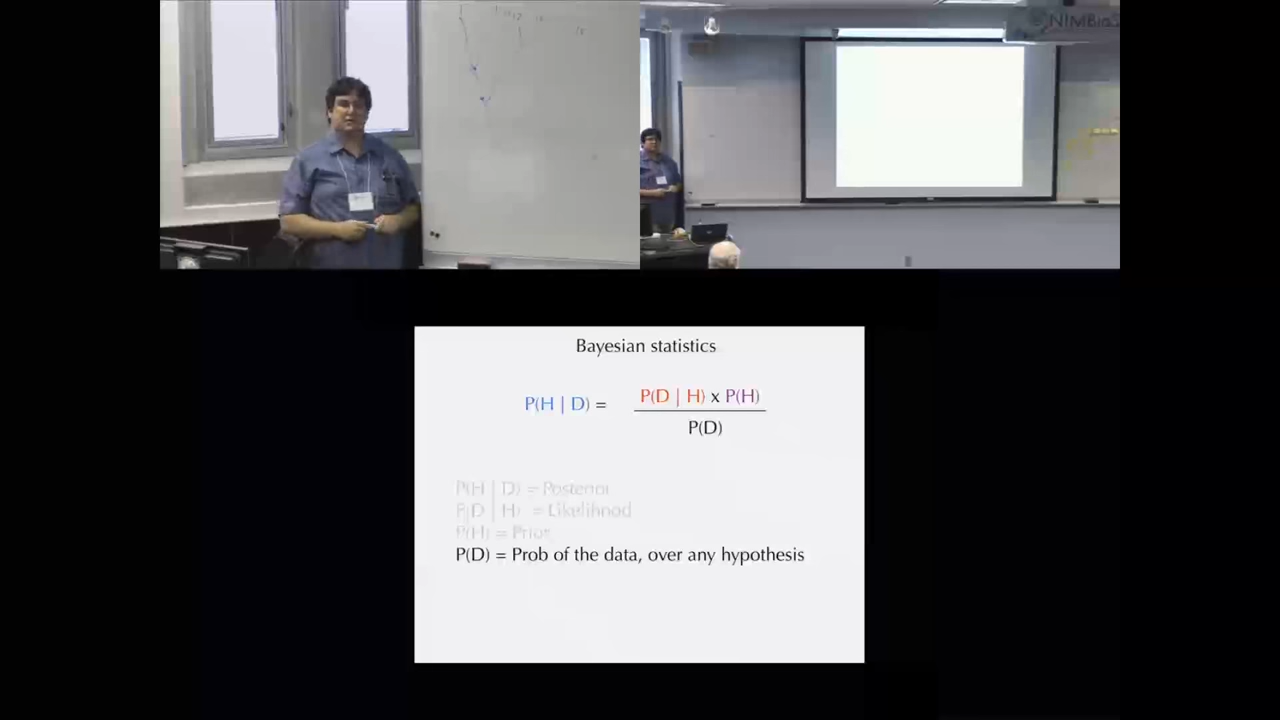 NIMBioS
Bayesian statistics
P(H | D) = P(D | H) x P(H)
P(D)
P(H | D) = Posterior
P(D | H) = Likelihood
P(H) = Prior
P(D) = Prob of the data, over any hypothesis